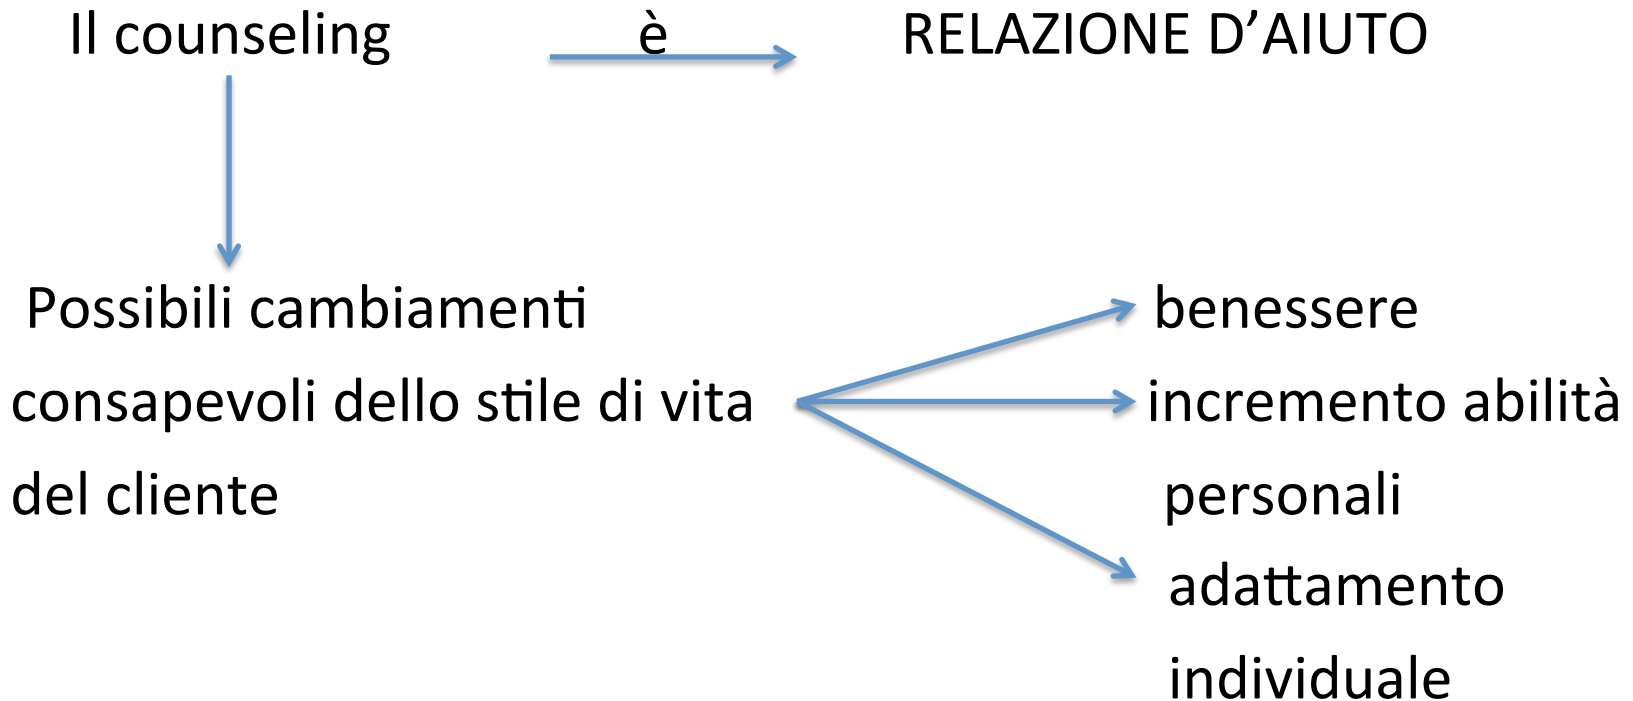 Il counseling è RELAZIONE D’AIUTO
Possibili cambiamenti benessere
consapevoli dello stile di vita incremento abilità
del cliente personali
adattamento
individuale